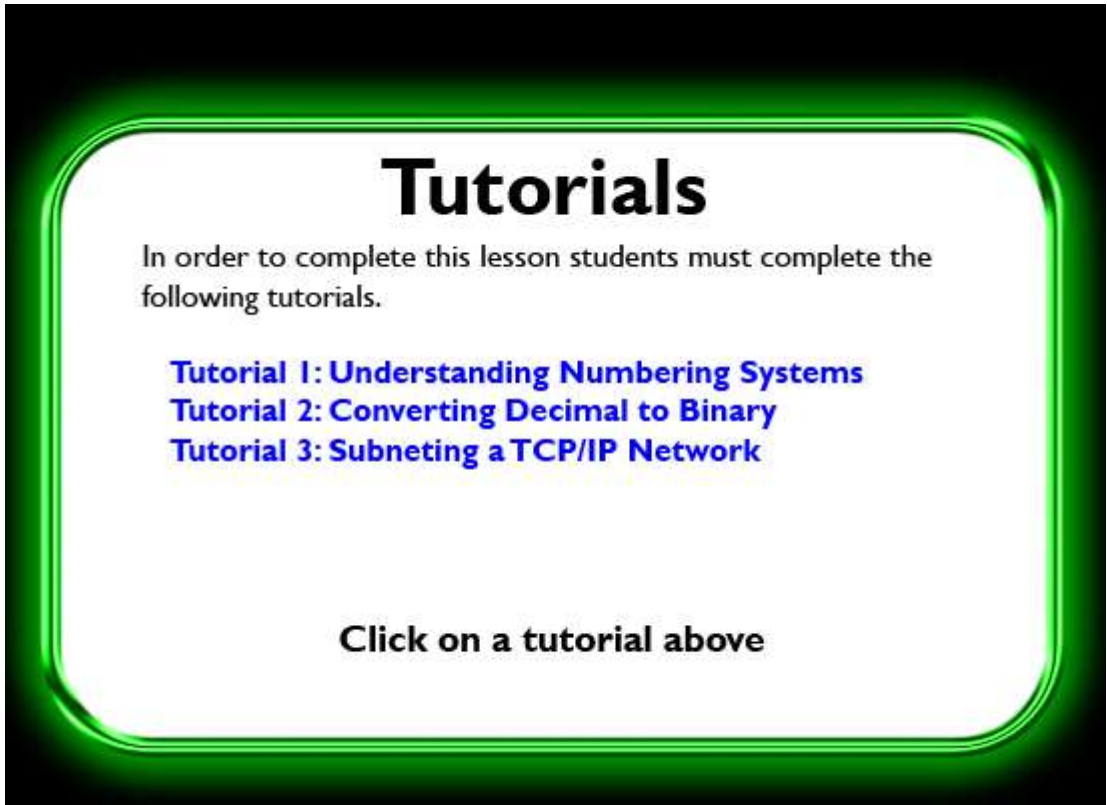 Tutorials
In order to complete this lesson students must complete the
following tutorials.
Tutorial 1: Understanding Numbering Systems
Tutorial 2: Converting Decimal to Binary
Tutorial 3: Subneting a TCP/IP Network
Click on a tutorial above